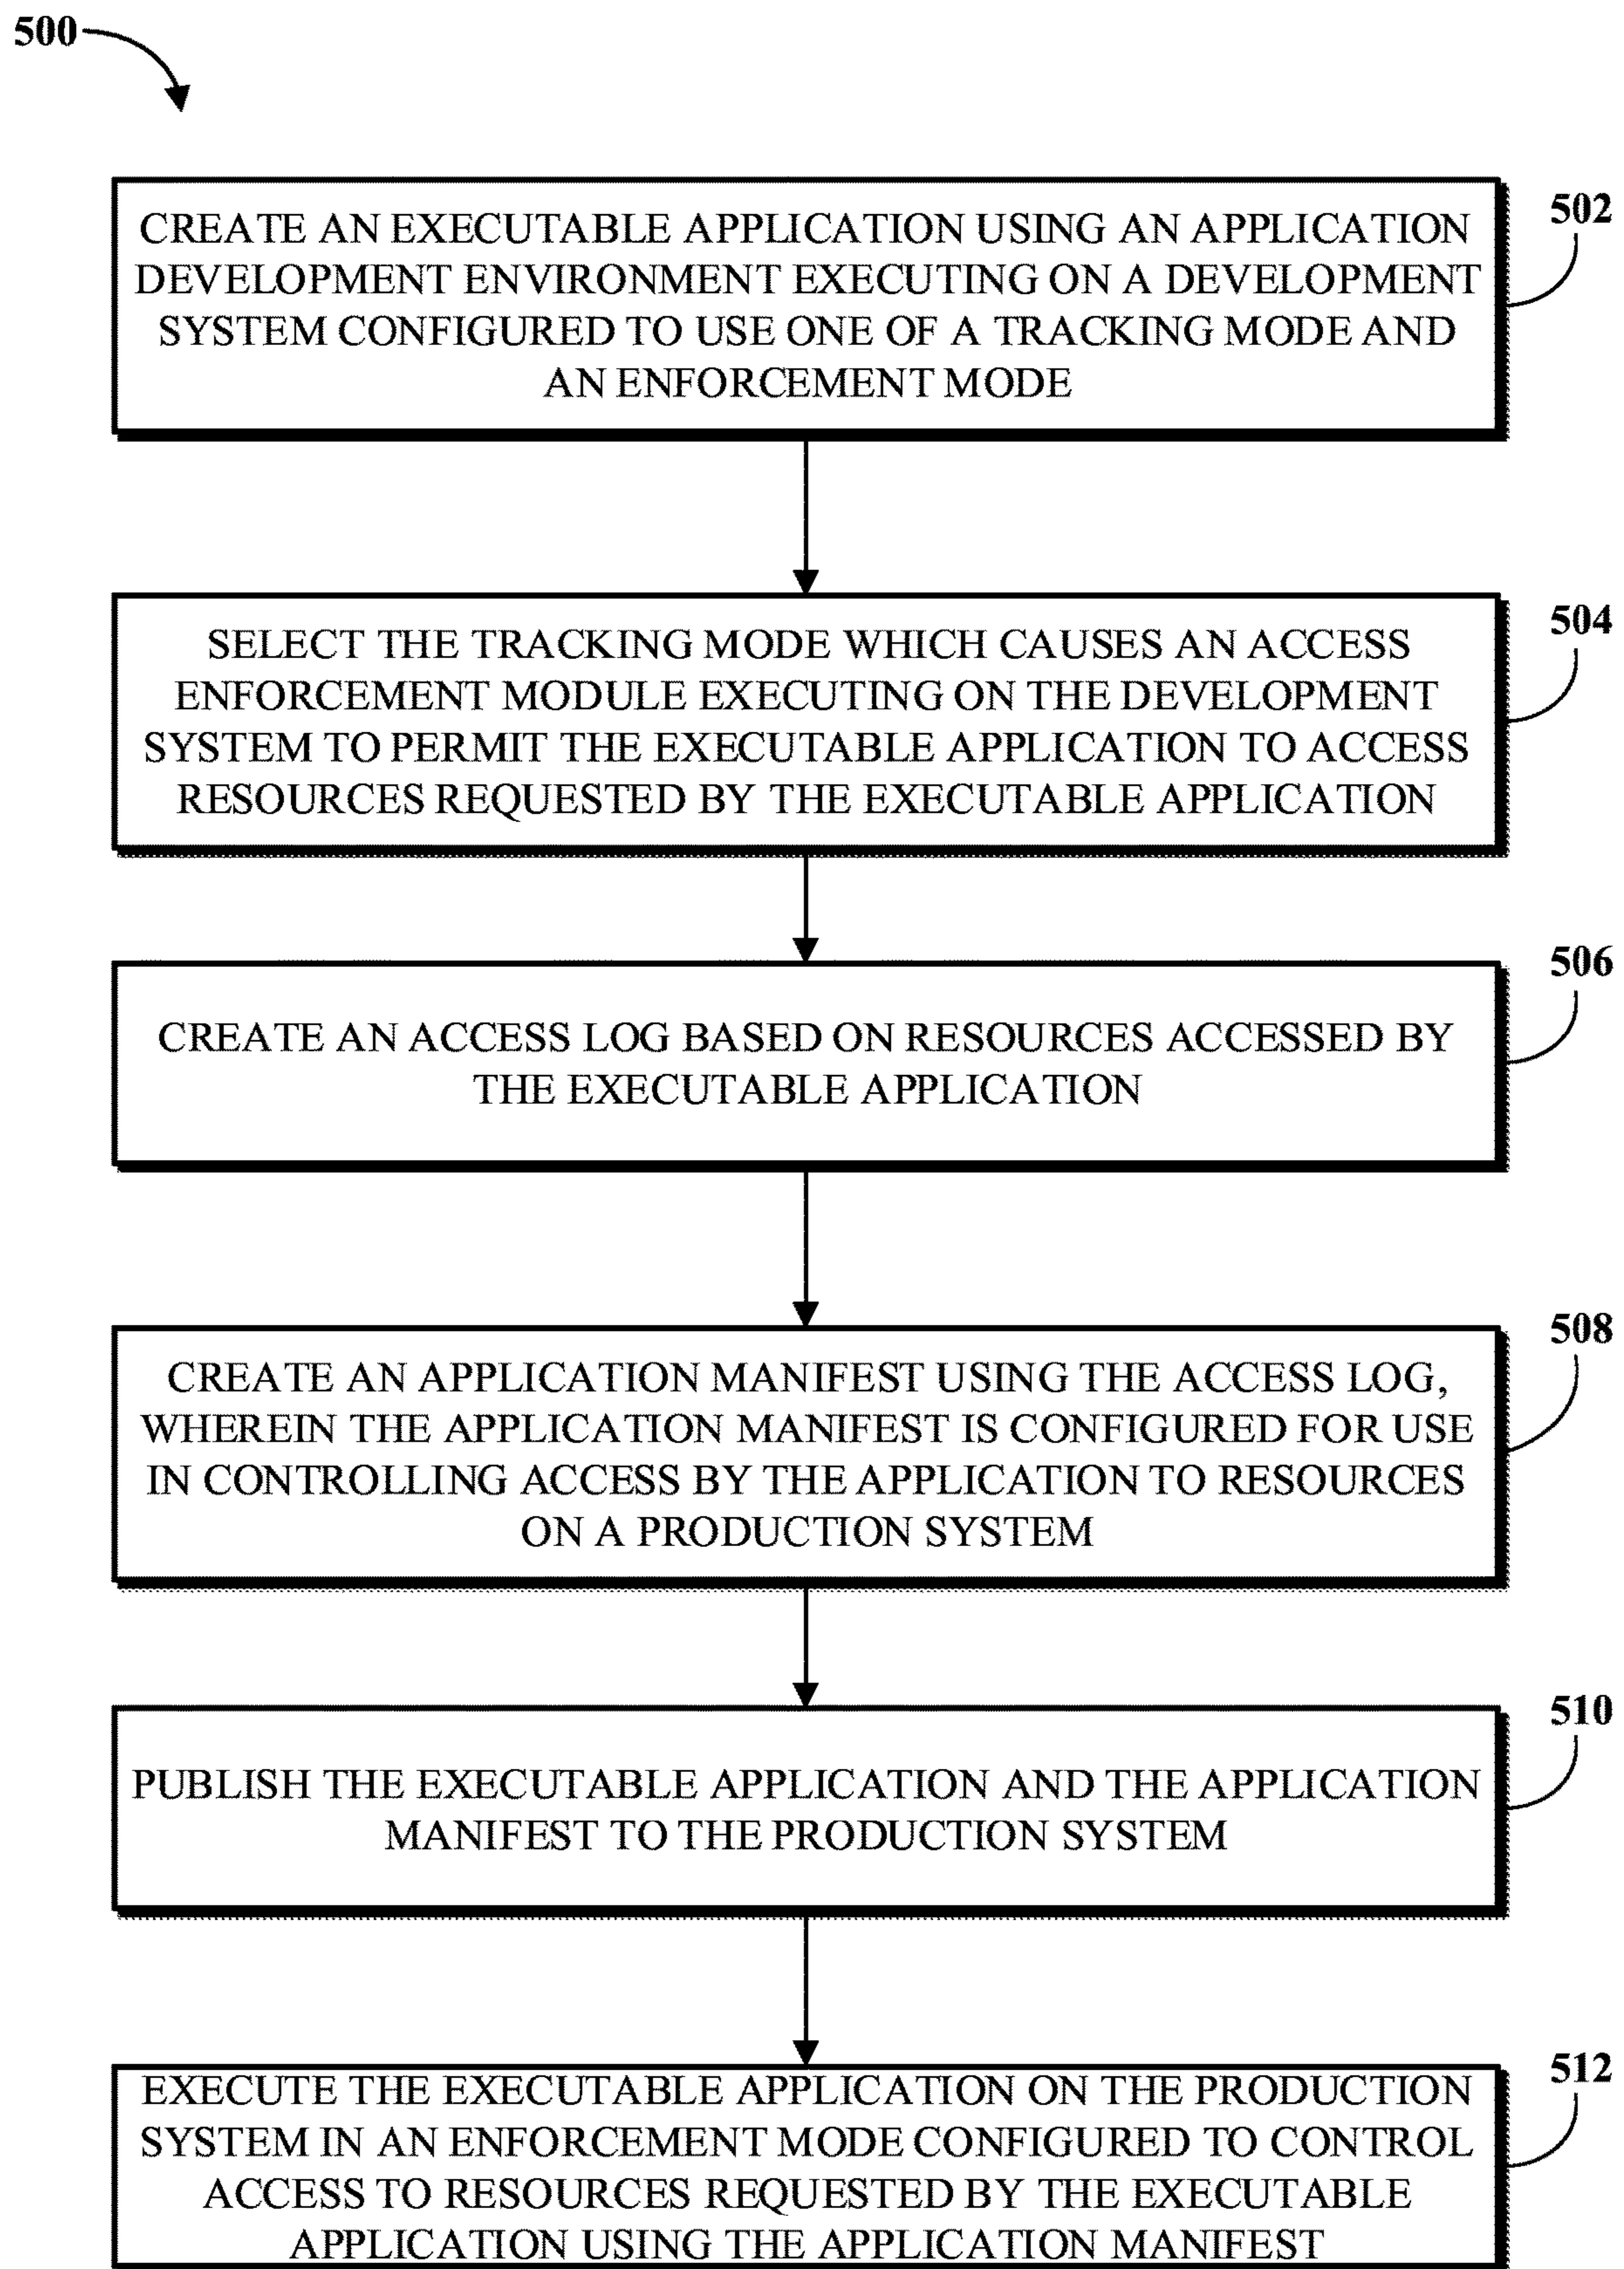 500
CREATE AN EXECUTABLE APPLICATION USING AN APPLICATION
DEVELOPMENT ENVIRONMENT EXECUTING ON A DEVELOPMENT
SYSTEM CONFIGURED TO USE ONE OF A TRACKING MODE AND
AN ENFORCEMENT MODE
502
SELECT THE TRACKING MODE WHICH CAUSES AN ACCESS
ENFORCEMENT MODULE EXECUTING ON THE DEVELOPMENT
SYSTEM TO PERMIT THE EXECUTABLE APPLICATION TO ACCESS
RESOURCES REQUESTED BY THE EXECUTABLE APPLICATION
504
CREATE AN ACCESS LOG BASED ON RESOURCES ACCESSED BY
THE EXECUTABLE APPLICATION
506
CREATE AN APPLICATION MANIFEST USING THE ACCESS LOG,
WHEREIN THE APPLICATION MANIFEST IS CONFIGURED FOR USE
IN CONTROLLING ACCESS BY THE APPLICATION TO RESOURCES
ON A PRODUCTION SYSTEM
508
PUBLISH THE EXECUTABLE APPLICATION AND THE APPLICATION
MANIFEST TO THE PRODUCTION SYSTEM
510
EXECUTE THE EXECUTABLE APPLICATION ON THE PRODUCTION
SYSTEM IN AN ENFORCEMENT MODE CONFIGURED TO CONTROL
ACCESS TO RESOURCES REQUESTED BY THE EXECUTABLE
APPLICATION USING THE APPLICATION MANIFEST
512